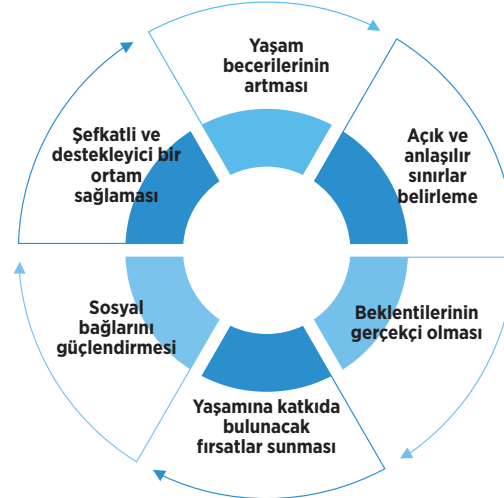 Yaşam
becerilerinin
artması
Açık ve
anlaşılır
sınırlar
belirleme
Beklentilerinin
gerçekçi olması
Yaşamına katkıda
bulunacak
fırsatlar sunması
Sosyal
bağlarını
güçlendirmesi
Şefkatli ve
destekleyici bir
ortam
sağlaması